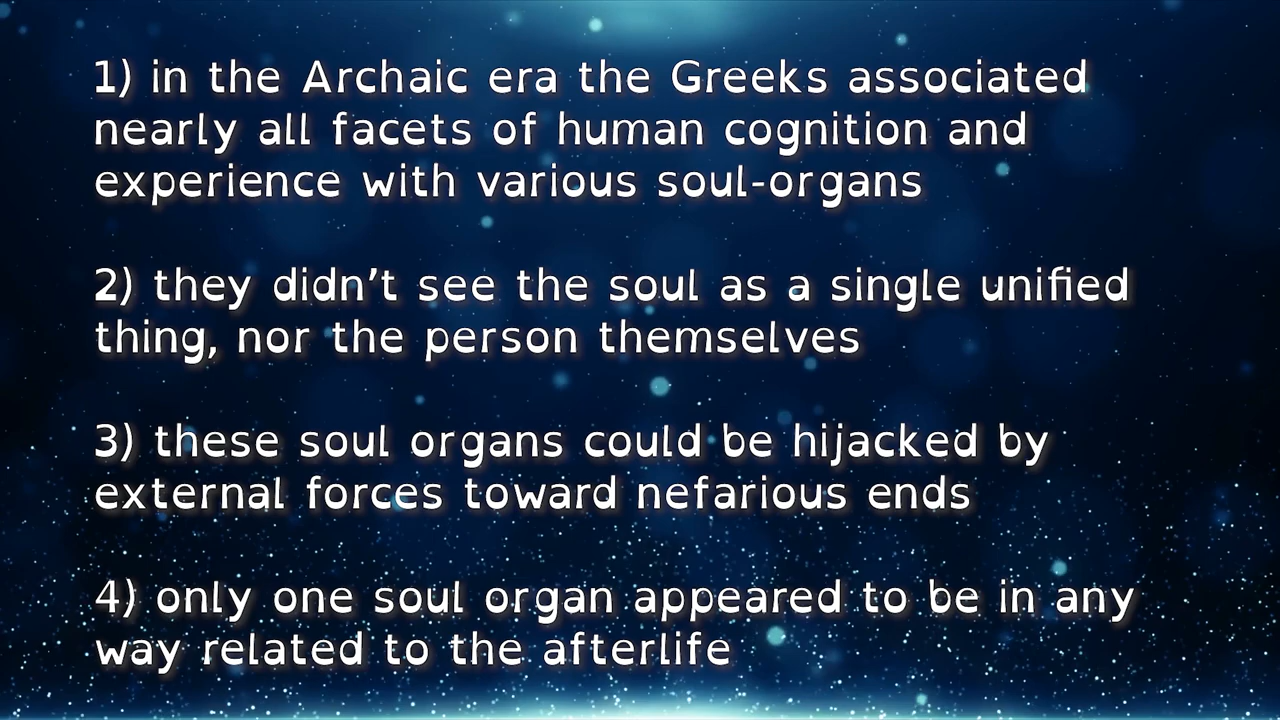 1) in the Archaic era the Greeks associated
nearly all facets of human cognition and
experience with various soul-organs
2) they didn’t see the soul as a single unified
thing, nor the person themselves
3) these soul organs could be hijacked by
external forces toward nefarious ends
4) only one soul organ appeared to be in any
way related to the afterlife